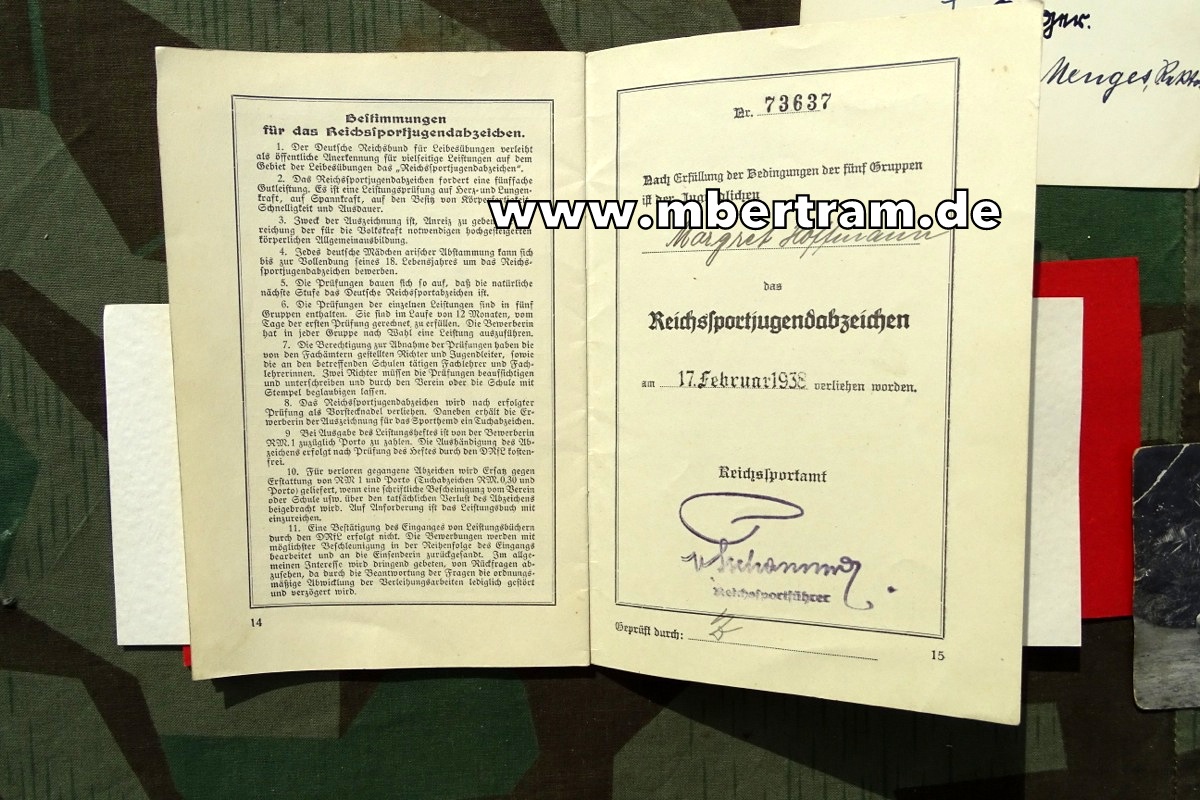 Bestimmungen
für das Reichssportjugendabzeichen.
1. Der Deutsche Reichsbund für Leibesübungen verleiht
als öffentliche Anerkennung für vielfeitige Leistungen auf dem
Gebiet der Leibesübungen das „Reichssportjugendabzeichen“.
2. Das Reichssportjugendabzeichen fordert eine fünffache
Gutleistung. Es ist eine Leistungsprüfung auf Herz- und Lungen-
kraft, auf Spannkraft, auf den Besitz von Körperfertigkeit,
Schnelligkeit und Ausdauer.
3. Zweck der Auszeichnung ist, Anreiz zu geben
reichung der für die Volkskraft notwendigen hochgesteigerten
körperlichen Allgemeinausbildung.
4. Jedes deutsche Mädchen arischer Abstammung kann sich
bis zur Vollendung seines 18. Lebensjahres um das Reichs-
sportjugendabzeichen bewerben.
5. Die Prüfungen bauen sich so auf, daß die natürliche
nächste Stufe das Deutsche Reichssportabzeichen ist.
6. Die Prüfungen der einzelnen Leistungen sind in fünf
Gruppen enthalten. Sie sind im Laufe von 12 Monaten, vom
Tage der ersten Prüfung gerechnet, zu erfüllen. Die Bewerberin
hat in jeder Gruppe nach Wahl eine Leistung auszuführen.
7. Die Berechtigung zur Abnahme der Prüfungen haben die
von den Fachämtern gestellten Richter und Jugendleiter, sowie
die an den betreffenden Schulen tätigen Fachlehrer und Fach-
lehrerinnen. Zwei Richter müssen die Prüfungen beaufsichtigen
und unterschreiben und durch den Verein oder die Schule mit
Stempel beglaubigen lassen.
8. Das Reichssportjugendabzeichen wird nach erfolgter
Prüfung als Vorstecknadel verliehen. Daneben erhält die Er-
werberin der Auszeichnung für das Sporthemd ein Tuchabzeichen.
9 Bei Ausgabe des Leistungsheftes ist von der Bewerberin
RM. 1 zuzüglich Porto zu zahlen. Die Aushändigung des Ab-
zeichens erfolgt nach Prüfung des Heftes durch den DRfL kosten-
frei.
10. Für verloren gegangene Abzeichen wird Ersatz gegen
Erstattung von RM 1 und Porto (Tuchabzeichen RM. 0,30 und
Porto) geliefert, wenn eine schriftliche Bescheinigung vom Verein
oder Schule usw. über den tatsächlichen Verlust des Abzeichens
beigebracht wird. Auf Anforderung ist das Leistungsbuch mit
einzureichen.
11. Eine Bestätigung des Einganges von Leistungsbüchern
durch den DRfL erfolgt nicht. Die Bewerbungen werden mit
möglichster Beschleunigung in der Reihenfolge des Eingangs
bearbeitet und an die Einsenderin zurückgesandt. Im allge-
meinen Interesse wird dringend gebeten, von Rückfragen ab-
zusehen, da durch die Beantwortung der Fragen die ordnungs-
mäßige Abwicklung der Verleihungsarbeiten lediglich gestört
und verzögert wird.
14
Nr. 73637
Nach Erfüllung der Bedingungen der fünf Gruppen
ist der Jugendlichen
www.mbertram.de
Margret Hoffmann
das
Reichssportjugendabzeichen
am 17. Februar 1938 verliehen worden.
Reichssportamt
v Tschammer
Reichssportführer
Geprüft durch:
15
Menges, Rektor